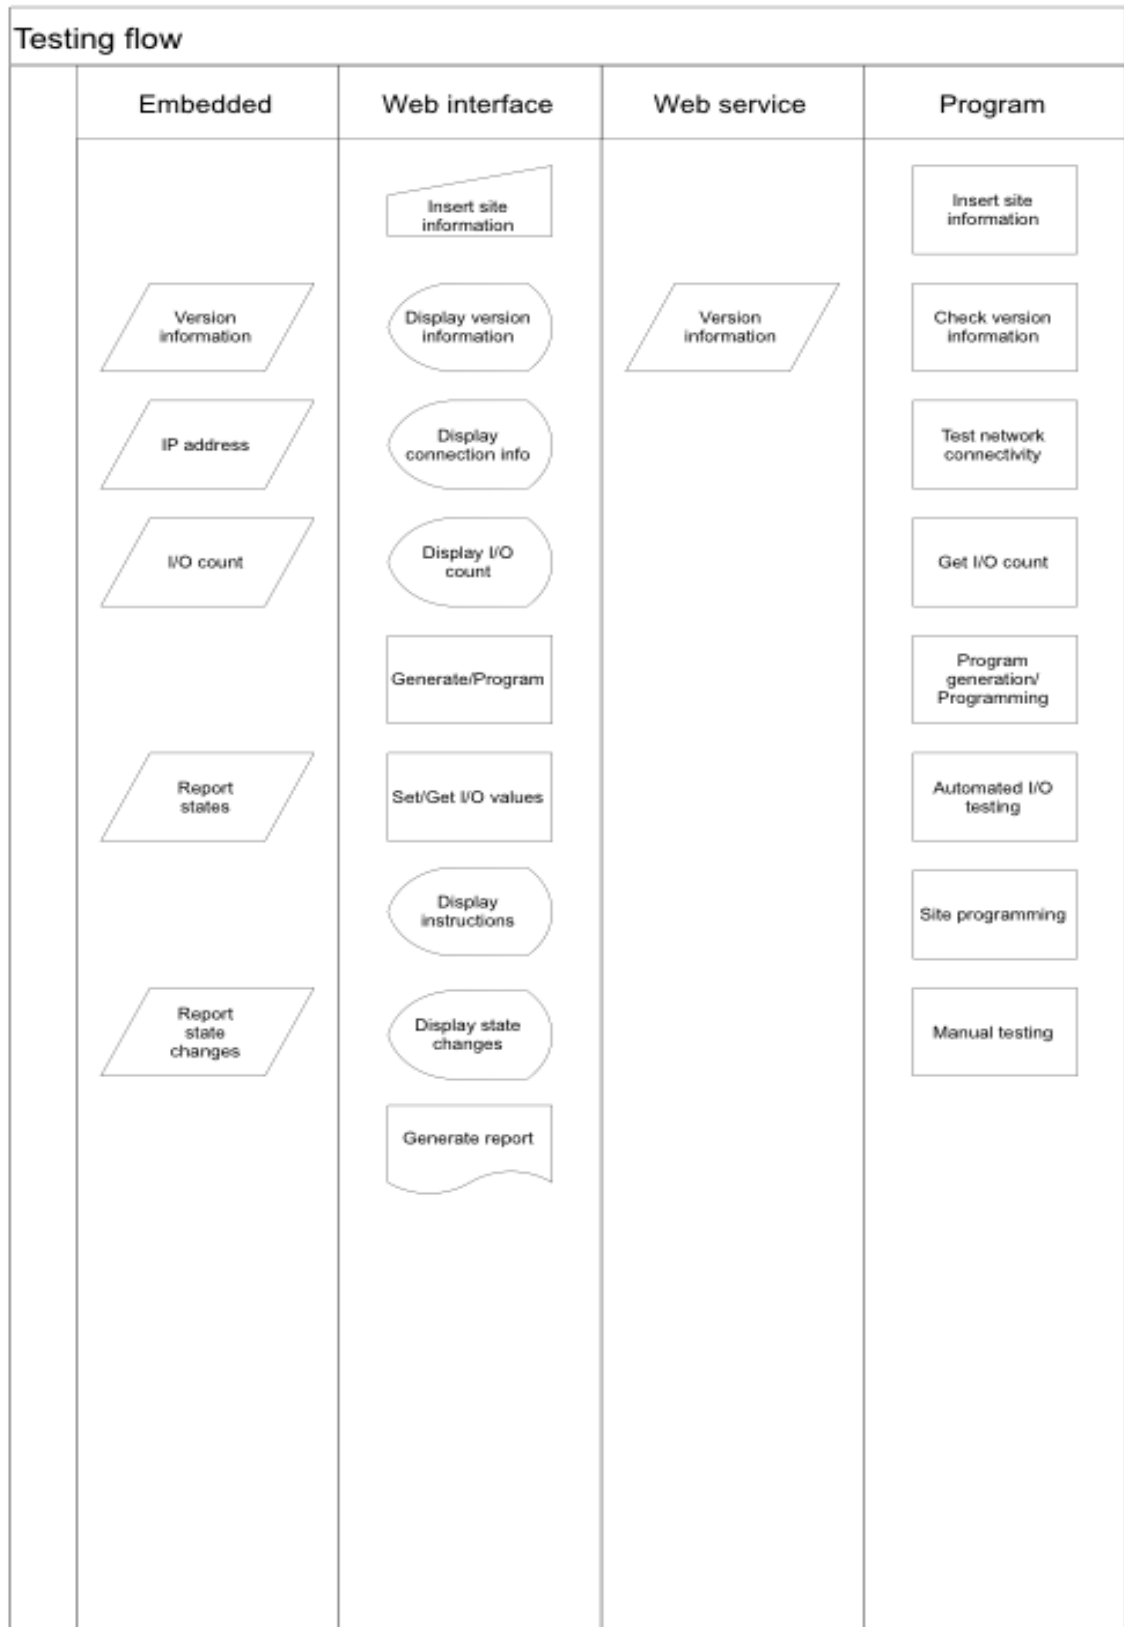 Testing flow
Embedded
Web interface
Web service
Program
Insert site
information
Insert site
information
Version
information
Display version
information
Version
information
Check version
information
IP address
Display
connection info
Test network
connectivity
I/O count
Display I/O
count
Get I/O count
Generate/Program
Program
generation/
Programming
Report
states
Set/Get I/O values
Automated I/O
testing
Display
instructions
Site programming
Report
state
changes
Display state
changes
Manual testing
Generate report